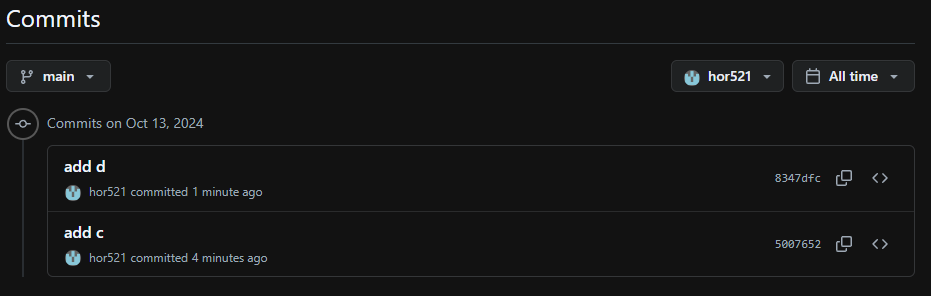 Commits
main
hor521
All time
Commits on Oct 13, 2024
add d
hor521 committed 1 minute ago
8347dfc
add c
hor521 committed 4 minutes ago
5007652